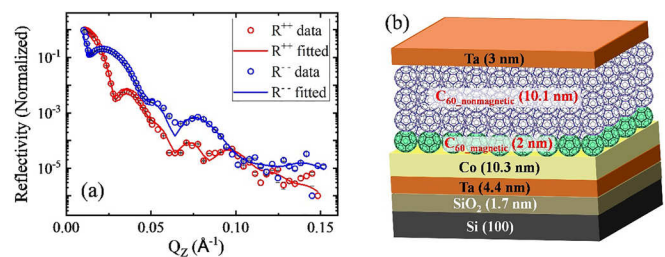 (a)
Reflectivity (Normalized)
10⁻¹
10⁻³
10⁻⁵
R⁺⁺ data
R⁺⁺ fitted
R⁻⁻ data
R⁻⁻ fitted
0.00
0.05
0.10
0.15
Q_Z (Å⁻¹)
(b)
Ta (3 nm)
C₆₀_nonmagnetic (10.1 nm)
C₆₀_magnetic (2 nm)
Co (10.3 nm)
Ta (4.4 nm)
SiO₂ (1.7 nm)
Si (100)